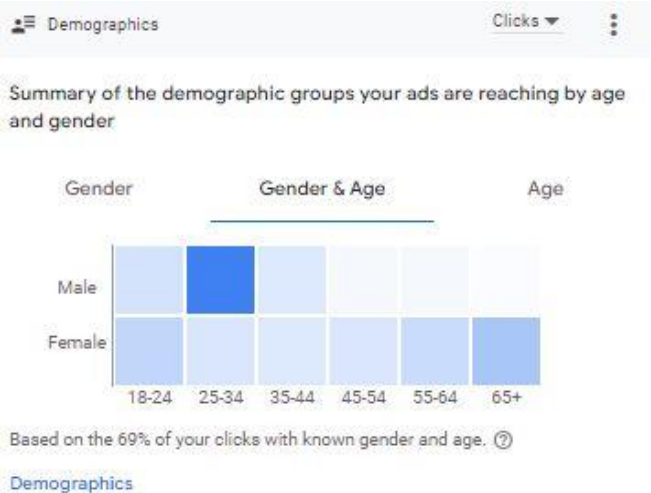 Demographics
Clicks
Summary of the demographic groups your ads are reaching by age
and gender
Gender
Gender & Age
Age
Male
Female
18-24 25-34 35-44 45-54 55-64 65+
Based on the 69% of your clicks with known gender and age.
Demographics